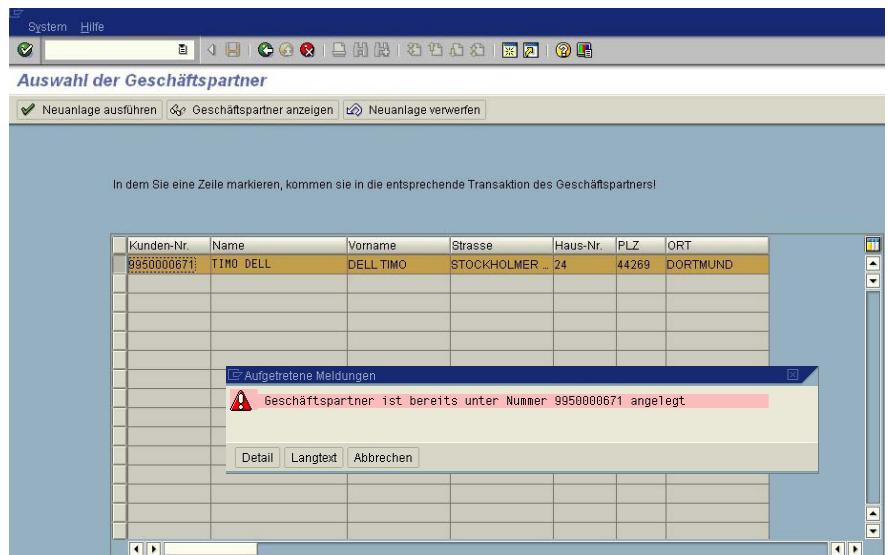 System Hilfe
Auswahl der Geschäftspartner
Neuanlage ausführen Geschäftspartner anzeigen Neuanlage verwerfen
In dem Sie eine Zeile markieren, kommen sie in die entsprechende Transaktion des Geschäftspartners!
Kunden-Nr. Name Vorname Strasse Haus-Nr. PLZ ORT
9950000671 TIMO DELL DELL TIMO STOCKHOLMER ... 24 44269 DORTMUND
Aufgetretene Meldungen
Geschäftspartner ist bereits unter Nummer 9950000671 angelegt
Detail Langtext Abbrechen